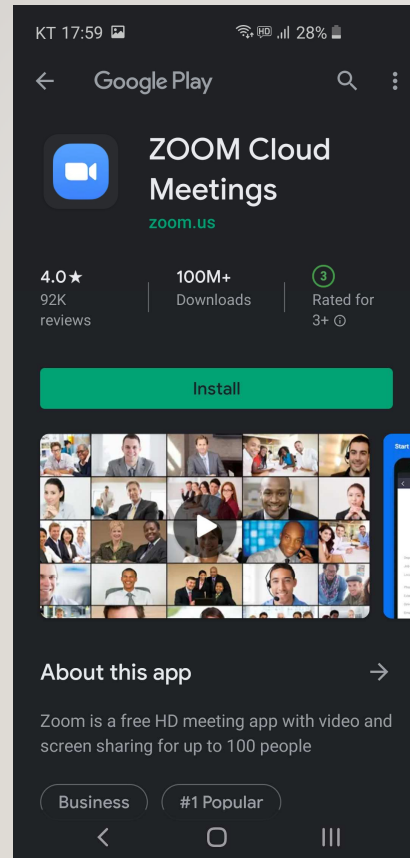 KT 17:59
28%
Google Play
ZOOM Cloud
Meetings
zoom.us
4.0★
92K
reviews
100M+
Downloads
3
Rated for
3+
Install
Start
About this app
Zoom is a free HD meeting app with video and
screen sharing for up to 100 people
Business
#1 Popular